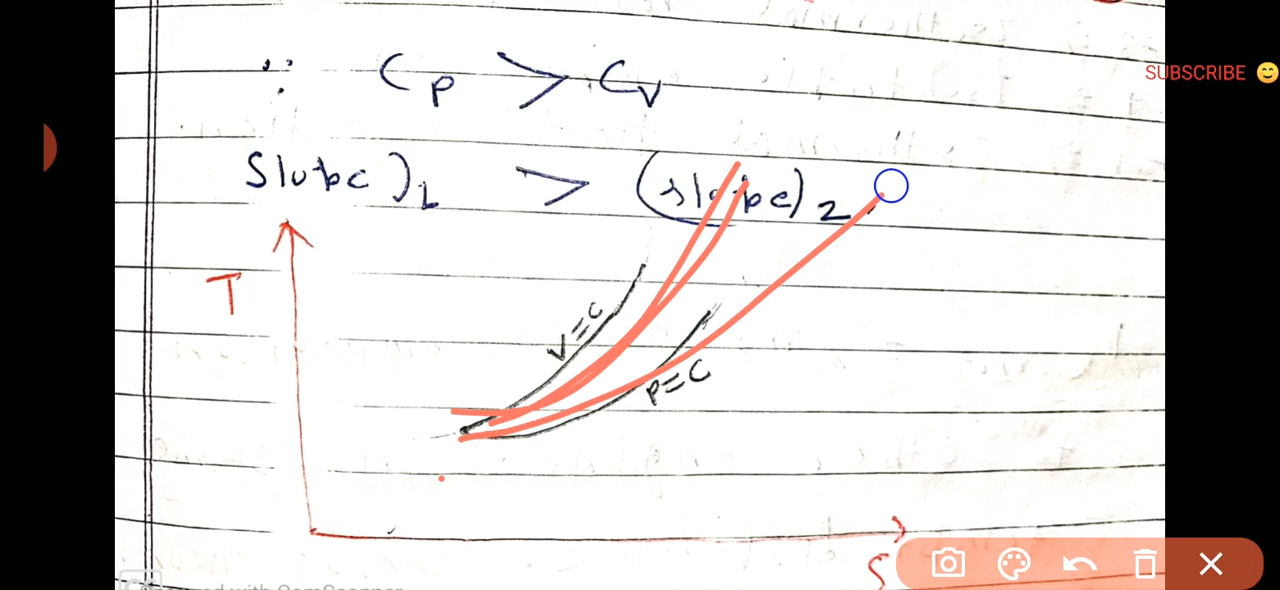 ∵ Cp > Cv
SUBSCRIBE 😊
Slope)1 > (slope)2
T
V=C
P=C
S